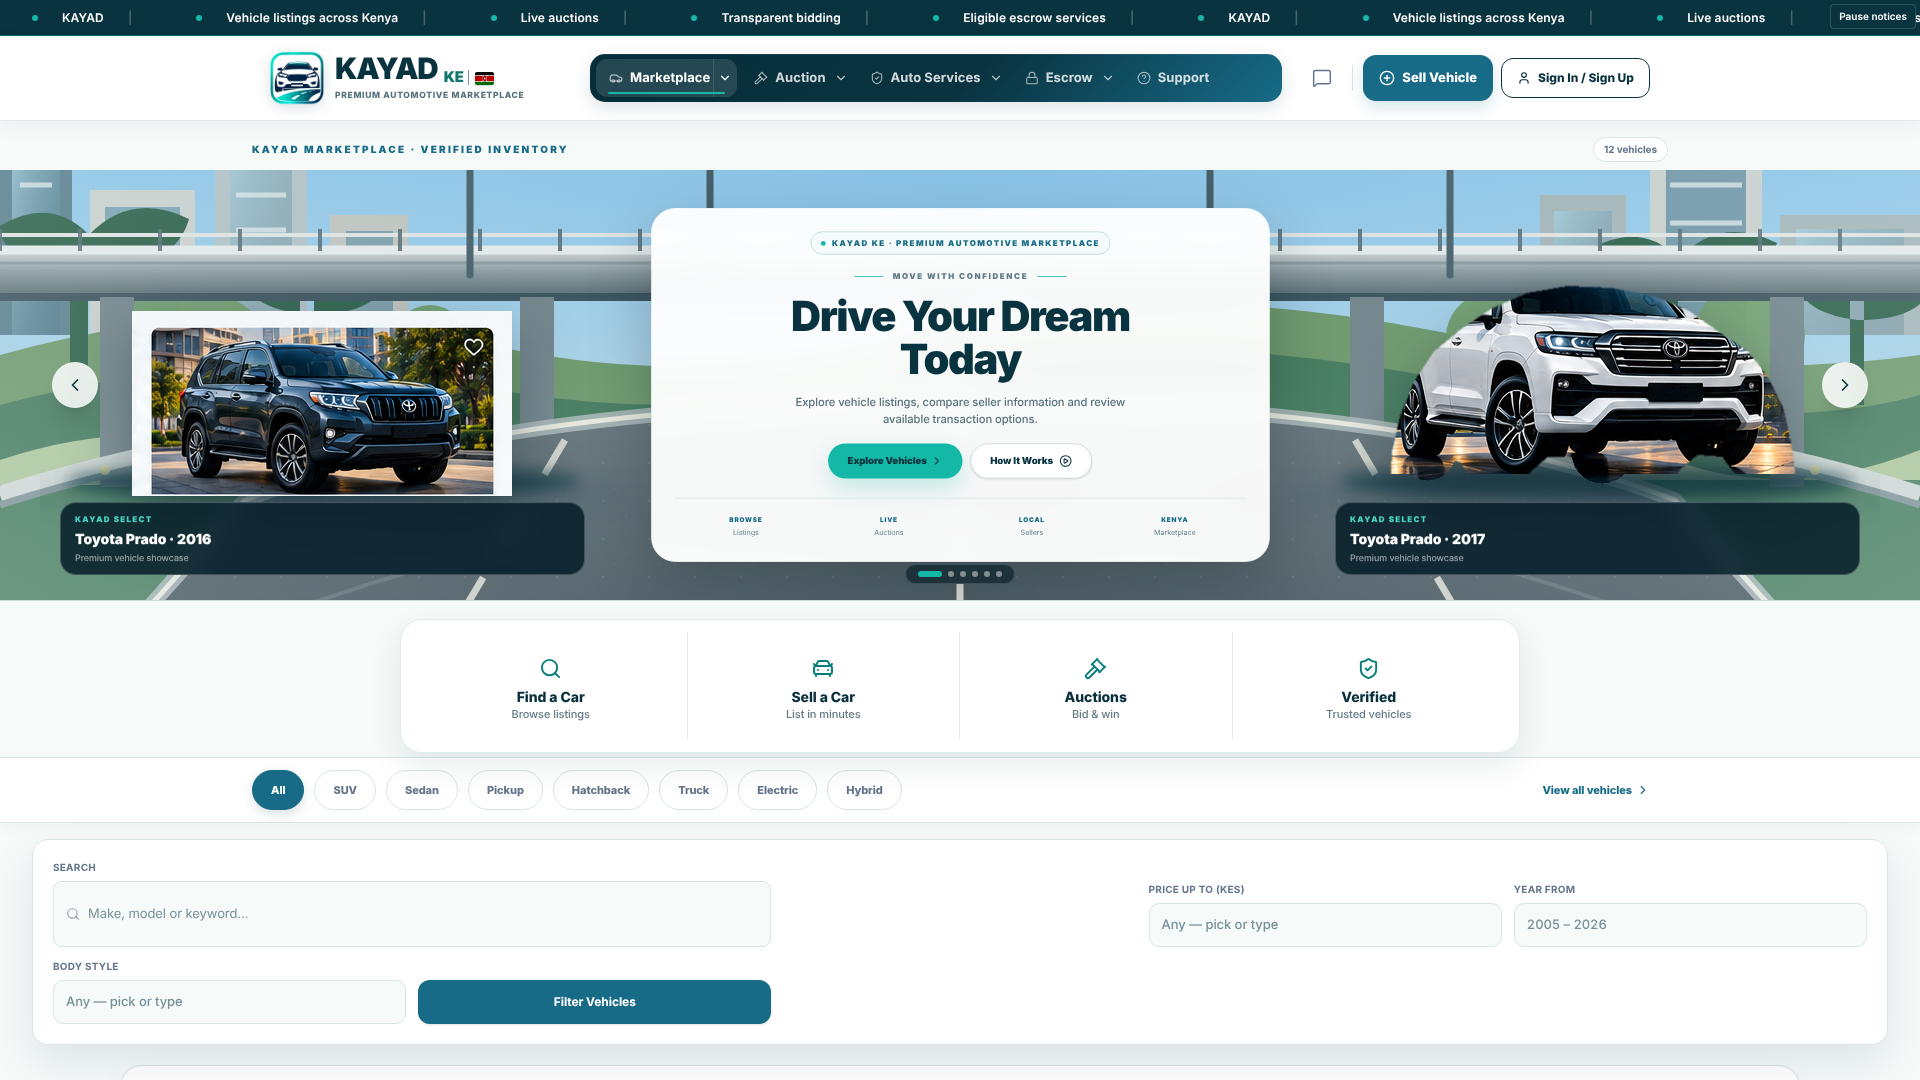 KAYAD
Vehicle listings across Kenya
Live auctions
Transparent bidding
Eligible escrow services
KAYAD
Vehicle listings across Kenya
Live auctions
Pause notices
KAYAD KE
PREMIUM AUTOMOTIVE MARKETPLACE
Marketplace
Auction
Auto Services
Escrow
Support
Sell Vehicle
Sign In / Sign Up
KAYAD MARKETPLACE · VERIFIED INVENTORY
12 vehicles
KAYAD KE · PREMIUM AUTOMOTIVE MARKETPLACE
MOVE WITH CONFIDENCE
Drive Your Dream
Today
Explore vehicle listings, compare seller information and review
available transaction options.
Explore Vehicles
How It Works
BROWSE
Listings
LIVE
Auctions
LOCAL
Sellers
KENYA
Marketplace
KAYAD SELECT
Toyota Prado · 2016
Premium vehicle showcase
KAYAD SELECT
Toyota Prado · 2017
Premium vehicle showcase
Find a Car
Browse listings
Sell a Car
List in minutes
Auctions
Bid & win
Verified
Trusted vehicles
All
SUV
Sedan
Pickup
Hatchback
Truck
Electric
Hybrid
View all vehicles
SEARCH
Make, model or keyword...
PRICE UP TO (KES)
Any — pick or type
YEAR FROM
2005 – 2026
BODY STYLE
Any — pick or type
Filter Vehicles